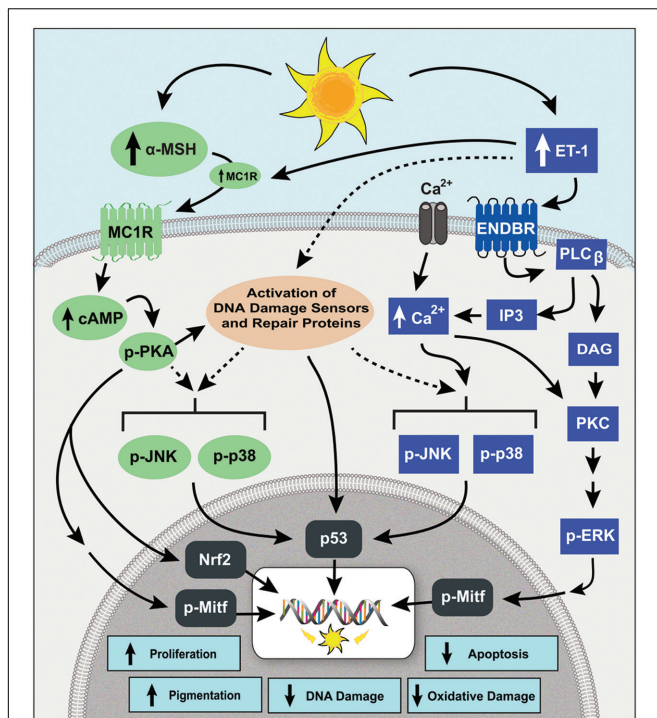 α-MSH
MC1R
ET-1
Ca²⁺
MC1R
ENDBR
PLC β
cAMP
Activation of
DNA Damage Sensors
and Repair Proteins
Ca²⁺
IP3
DAG
p-PKA
PKC
p-JNK
p-p38
p-JNK
p-p38
p-ERK
p53
Nrf2
p-Mitf
p-Mitf
Proliferation
Apoptosis
Pigmentation
DNA Damage
Oxidative Damage